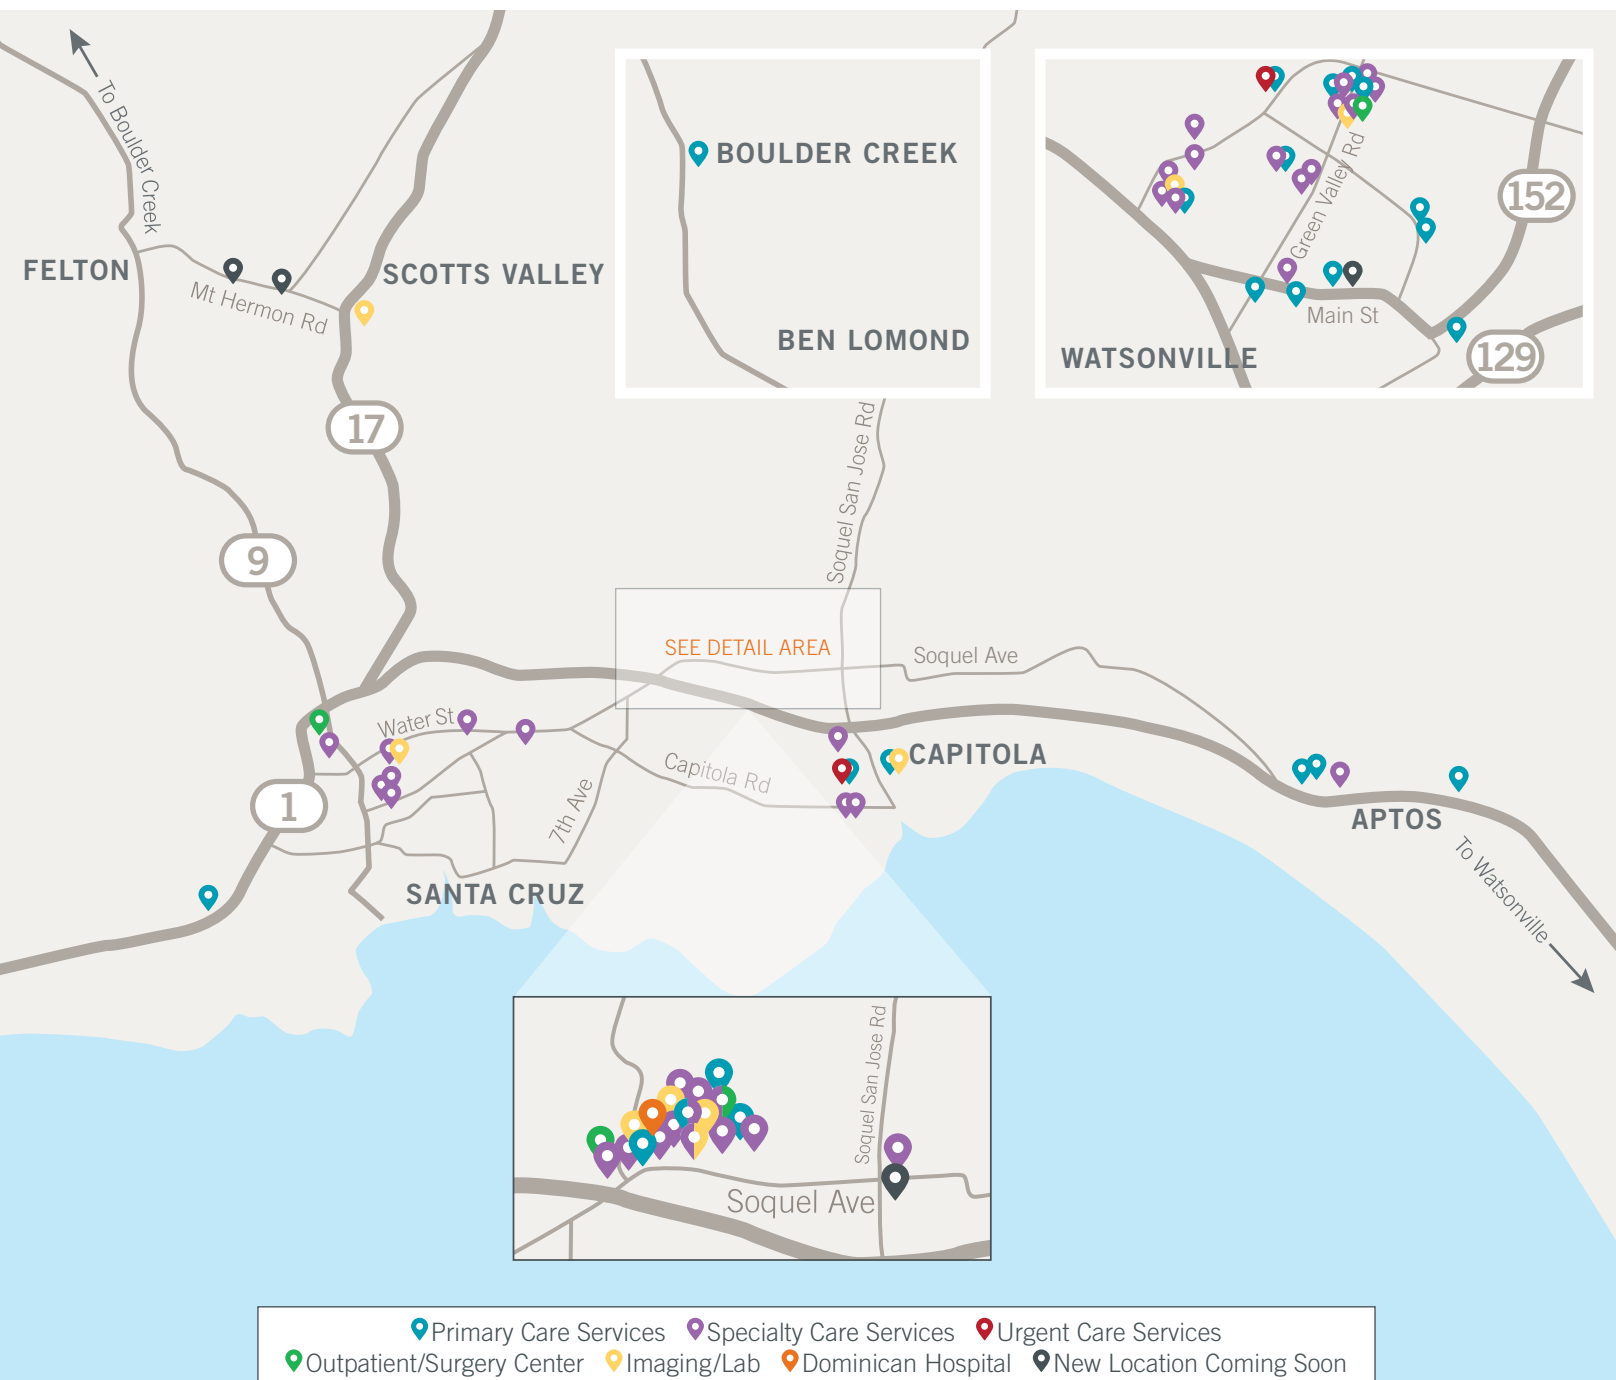 To Boulder Creek
FELTON
Mt Hermon Rd
SCOTTS VALLEY
17
9
BOULDER CREEK
BEN LOMOND
Green Valley Rd
152
Main St
129
WATSONVILLE
Soquel San Jose Rd
SEE DETAIL AREA
Soquel Ave
Water St
Capitola Rd
CAPITOLA
1
7th Ave
APTOS
SANTA CRUZ
To Watsonville
Soquel San Jose Rd
Soquel Ave
Primary Care Services Specialty Care Services Urgent Care Services
Outpatient/Surgery Center Imaging/Lab Dominican Hospital New Location Coming Soon